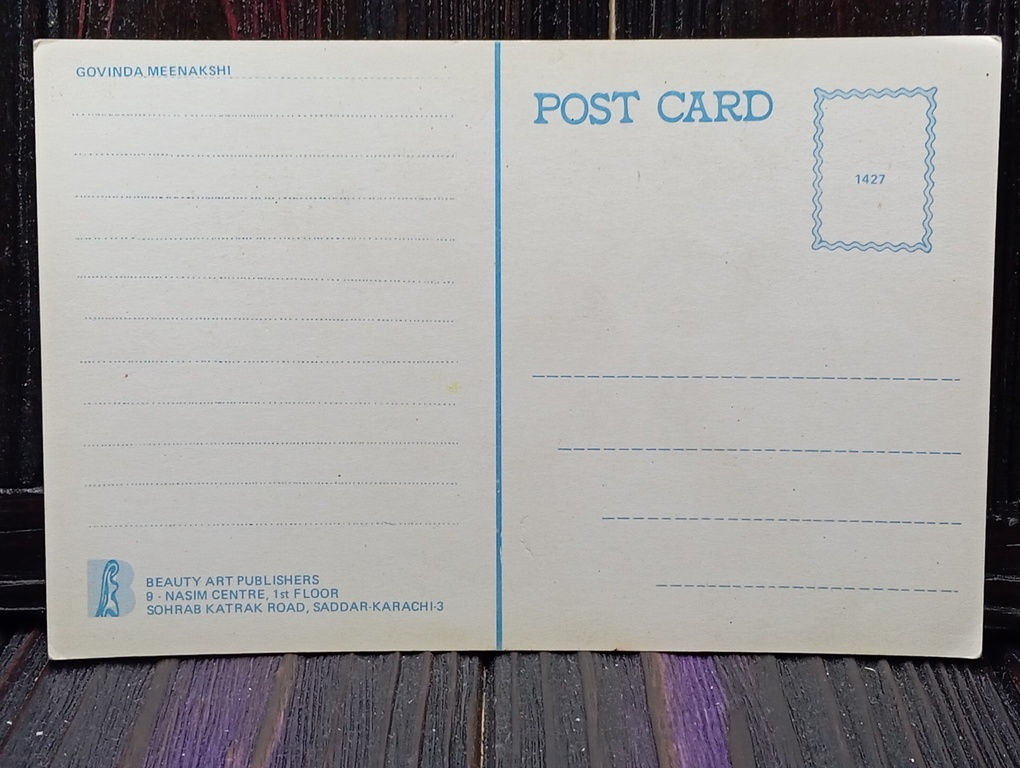 GOVINDA MEENAKSHI
POST CARD
1427
BEAUTY ART PUBLISHERS
9 - NASIM CENTRE, 1st FLOOR
SOHRAB KATRAK ROAD, SADDAR-KARACHI-3